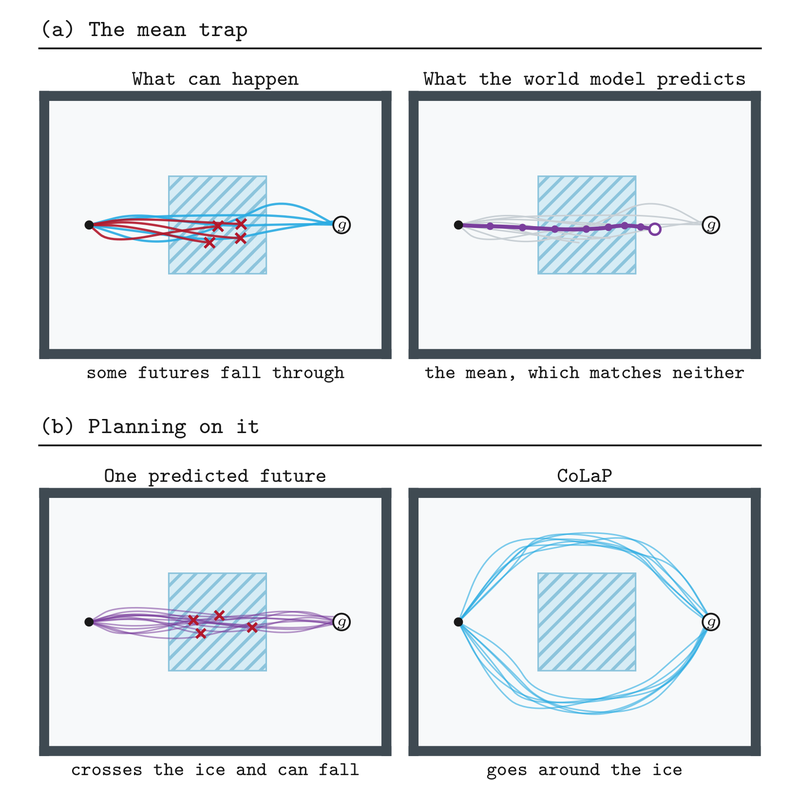 (a) The mean trap
What can happen
What the world model predicts
g
g
some futures fall through
the mean, which matches neither
(b) Planning on it
One predicted future
CoLaP
g
g
crosses the ice and can fall
goes around the ice